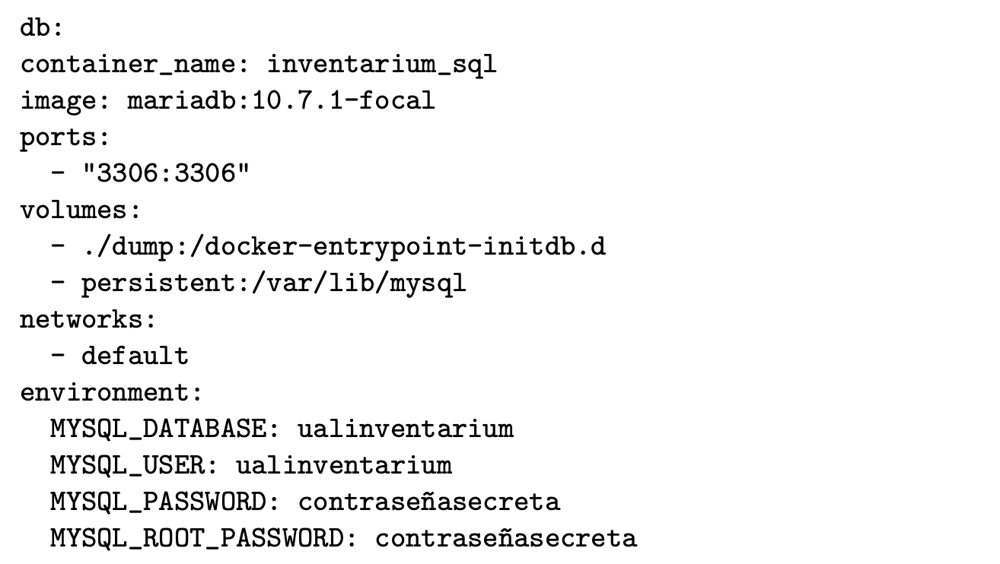 db:
container_name: inventarium_sql
image: mariadb:10.7.1-focal
ports:
  - "3306:3306"
volumes:
  - ./dump:/docker-entrypoint-initdb.d
  - persistent:/var/lib/mysql
networks:
  - default
environment:
  MYSQL_DATABASE: ualinventarium
  MYSQL_USER: ualinventarium
  MYSQL_PASSWORD: contraseñasecreta
  MYSQL_ROOT_PASSWORD: contraseñasecreta